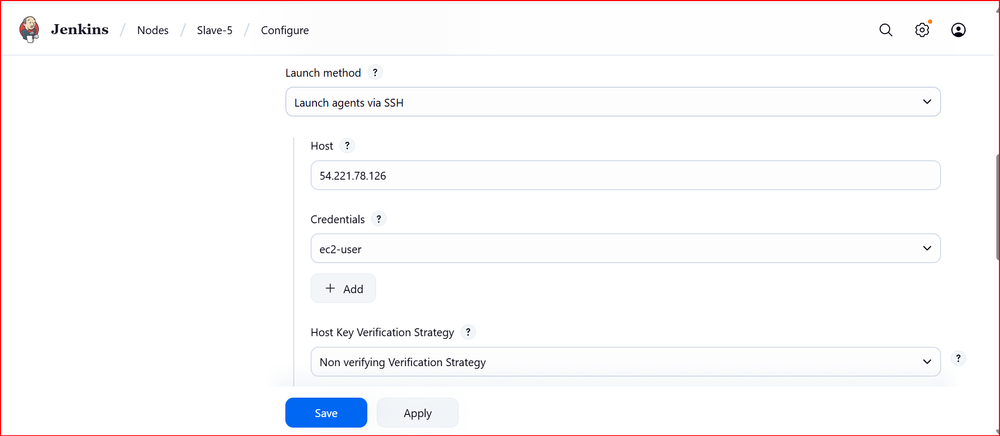 Jenkins / Nodes / Slave-5 / Configure
Launch method ?
Launch agents via SSH
Host ?
54.221.78.126
Credentials ?
ec2-user
+ Add
Host Key Verification Strategy ?
Non verifying Verification Strategy ?
Save Apply